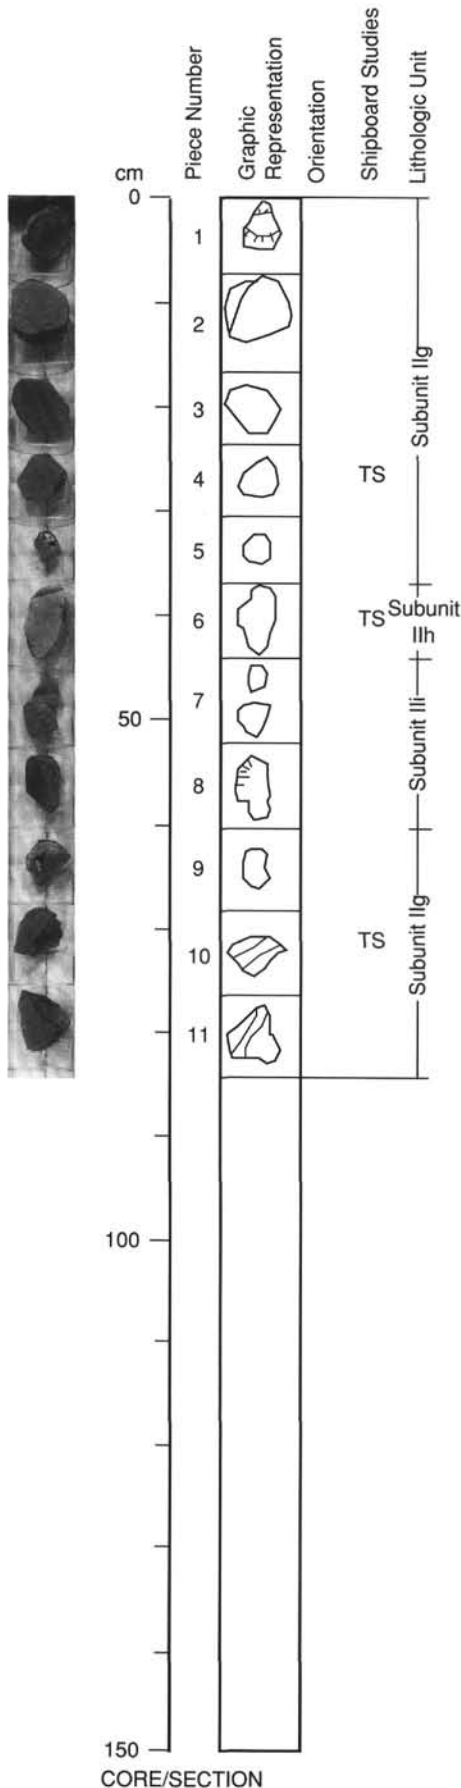 cm
Piece Number
Graphic
Representation
Orientation
Shipboard Studies
Lithologic Unit
0
1
2
3
4
TS
5
Subunit IIg
6
TS
Subunit
IIh
7
50
8
Subunit IIi
9
10
TS
11
Subunit IIg
100
150
CORE/SECTION